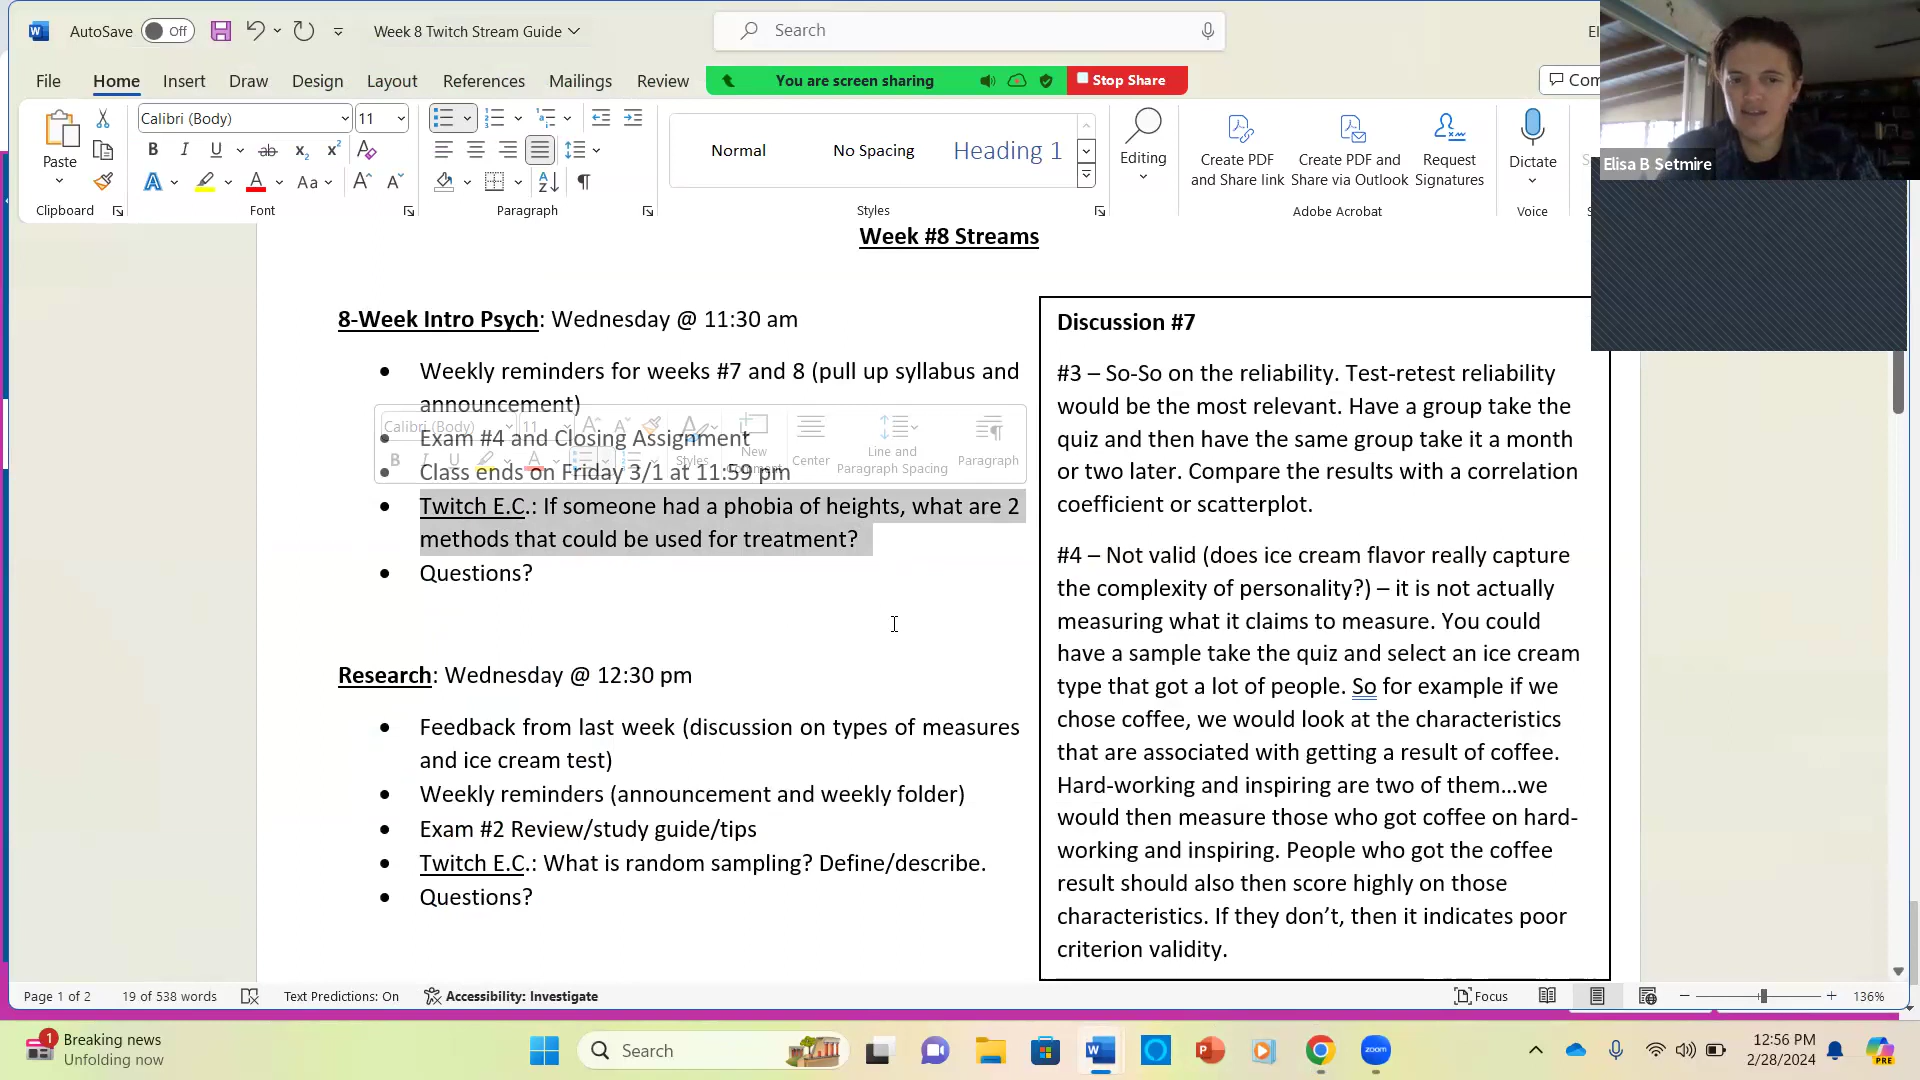 AutoSave Off Week 8 Twitch Stream Guide Search El
File Home Insert Draw Design Layout References Mailings Review You are screen sharing Stop Share Com
Elisa B Setmire
Calibri (Body) 11
Paste
Normal No Spacing Heading 1
Editing
Create PDF and Share link
Create PDF and Share via Outlook
Request Signatures
Dictate
Clipboard Font Paragraph Styles Adobe Acrobat Voice
Week #8 Streams
8-Week Intro Psych: Wednesday @ 11:30 am
• Weekly reminders for weeks #7 and 8 (pull up syllabus and
announcement)
• Exam #4 and Closing Assignment
• Class ends on Friday 3/1 at 11:59 pm
• Twitch E.C.: If someone had a phobia of heights, what are 2
methods that could be used for treatment?
• Questions?
Calibri (Body) 11
Styles
Center
Line and
Paragraph Spacing
Paragraph
Research: Wednesday @ 12:30 pm
• Feedback from last week (discussion on types of measures
and ice cream test)
• Weekly reminders (announcement and weekly folder)
• Exam #2 Review/study guide/tips
• Twitch E.C.: What is random sampling? Define/describe.
• Questions?
Discussion #7
#3 – So-So on the reliability. Test-retest reliability
would be the most relevant. Have a group take the
quiz and then have the same group take it a month
or two later. Compare the results with a correlation
coefficient or scatterplot.
#4 – Not valid (does ice cream flavor really capture
the complexity of personality?) – it is not actually
measuring what it claims to measure. You could
have a sample take the quiz and select an ice cream
type that got a lot of people. So for example if we
chose coffee, we would look at the characteristics
that are associated with getting a result of coffee.
Hard-working and inspiring are two of them…we
would then measure those who got coffee on hard-
working and inspiring. People who got the coffee
result should also then score highly on those
characteristics. If they don’t, then it indicates poor
criterion validity.
Page 1 of 2 19 of 538 words Text Predictions: On Accessibility: Investigate Focus 136%
1
Breaking news
Unfolding now
Search
zoom
12:56 PM
2/28/2024
PRE